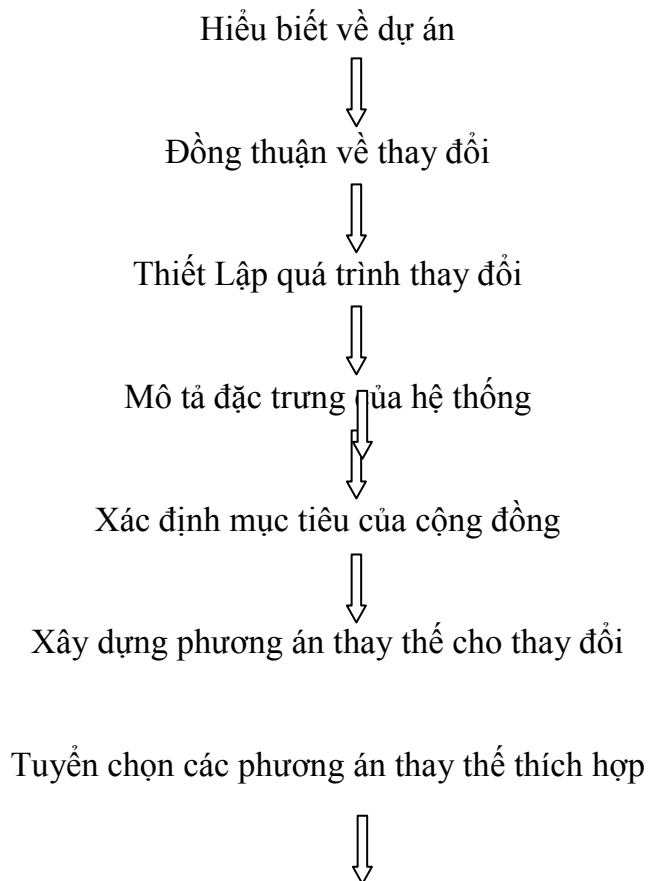 Hiểu biết về dự án
Đồng thuận về thay đổi
Thiết Lập quá trình thay đổi
Mô tả đặc trưng của hệ thống
Xác định mục tiêu của cộng đồng
Xây dựng phương án thay thế cho thay đổi
Tuyển chọn các phương án thay thế thích hợp